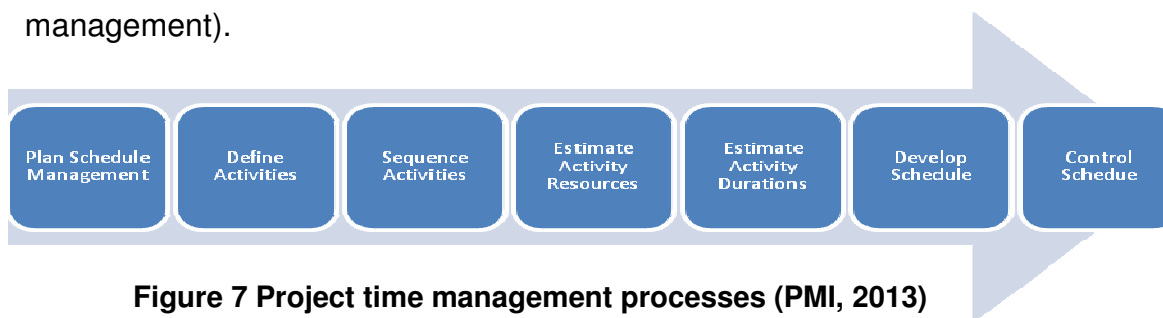 management).
Plan Schedule
Management
Define
Activities
Sequence
Activities
Estimate
Activity
Resources
Estimate
Activity
Durations
Develop
Schedule
Control
Schedue
Figure 7 Project time management processes (PMI, 2013)